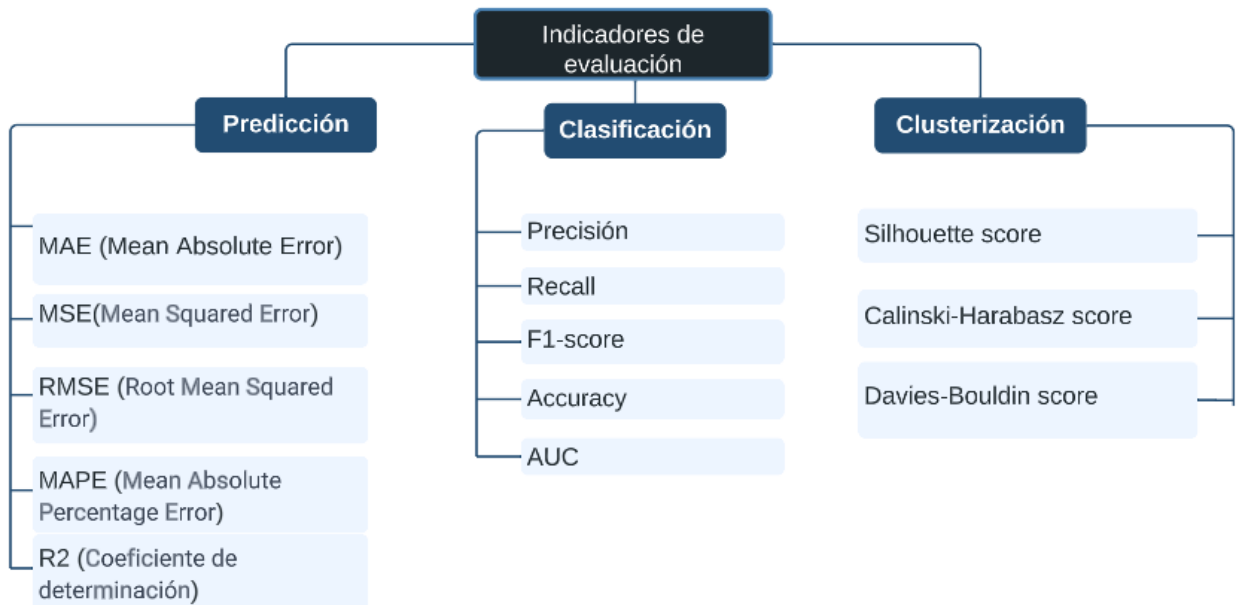 Indicadores de
evaluación
Predicción
MAE (Mean Absolute Error)
MSE(Mean Squared Error)
RMSE (Root Mean Squared
Error)
MAPE (Mean Absolute
Percentage Error)
R2 (Coeficiente de
determinación)
Clasificación
Precisión
Recall
F1-score
Accuracy
AUC
Clusterización
Silhouette score
Calinski-Harabasz score
Davies-Bouldin score